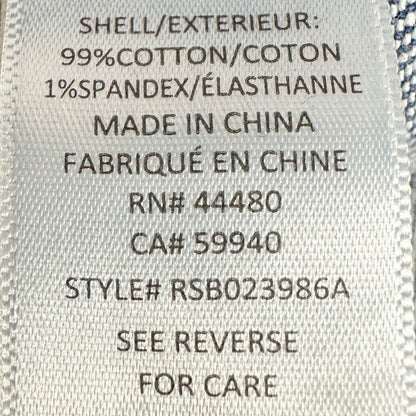 SHELL/EXTERIEUR:
99%COTTON/COTON
1%SPANDEX/ÉLASTHANNE
MADE IN CHINA
FABRIQUÉ EN CHINE
RN# 44480
CA# 59940
STYLE# RSB023986A
SEE REVERSE
FOR CARE